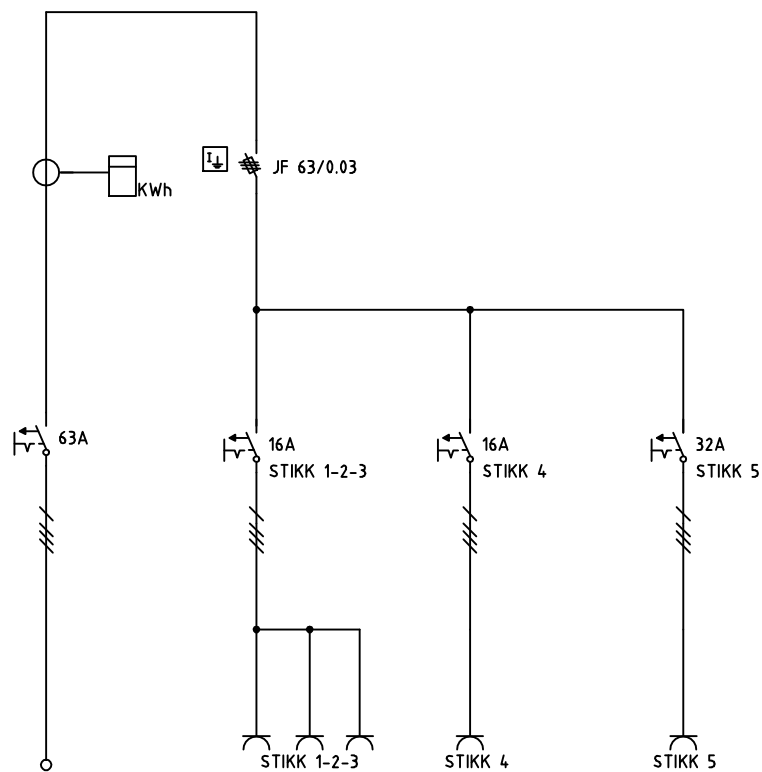 I
JF 63/0.03
KWh
63A
16A
STIKK 1-2-3
16A
STIKK 4
32A
STIKK 5
STIKK 1-2-3
STIKK 4
STIKK 5